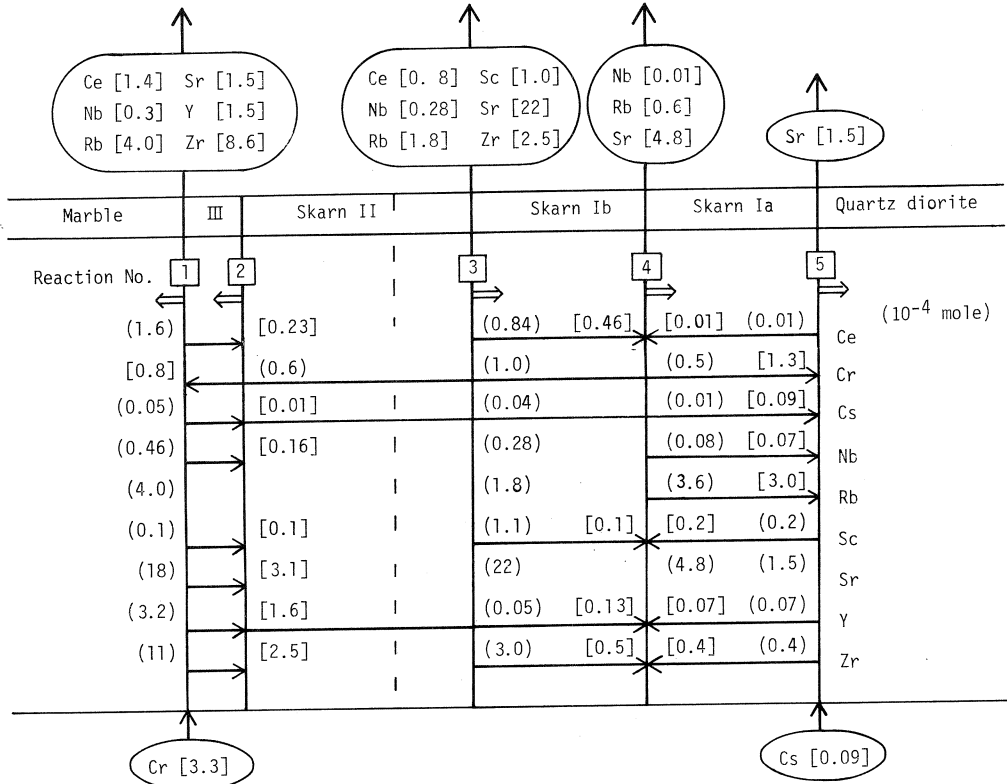 Ce [1.4] Sr [1.5]
Nb [0.3] Y [1.5]
Rb [4.0] Zr [8.6]
Ce [0. 8] Sc [1.0]
Nb [0.28] Sr [22]
Rb [1.8] Zr [2.5]
Nb [0.01]
Rb [0.6]
Sr [4.8]
Sr [1.5]
Marble III Skarn II Skarn Ib Skarn Ia Quartz diorite
Reaction No. 1 2 3 4 5
(10-4 mole)
(1.6) [0.23] (0.84) [0.46] [0.01] (0.01) Ce
[0.8] (0.6) (1.0) (0.5) [1.3] Cr
(0.05) [0.01] (0.04) (0.01) [0.09] Cs
(0.46) [0.16] (0.28) (0.08) [0.07] Nb
(4.0) (1.8) (3.6) [3.0] Rb
(0.1) [0.1] (1.1) [0.1] [0.2] (0.2) Sc
(18) [3.1] (22) (4.8) (1.5) Sr
(3.2) [1.6] (0.05) [0.13] [0.07] (0.07) Y
(11) [2.5] (3.0) [0.5] [0.4] (0.4) Zr
Cr [3.3] Cs [0.09]